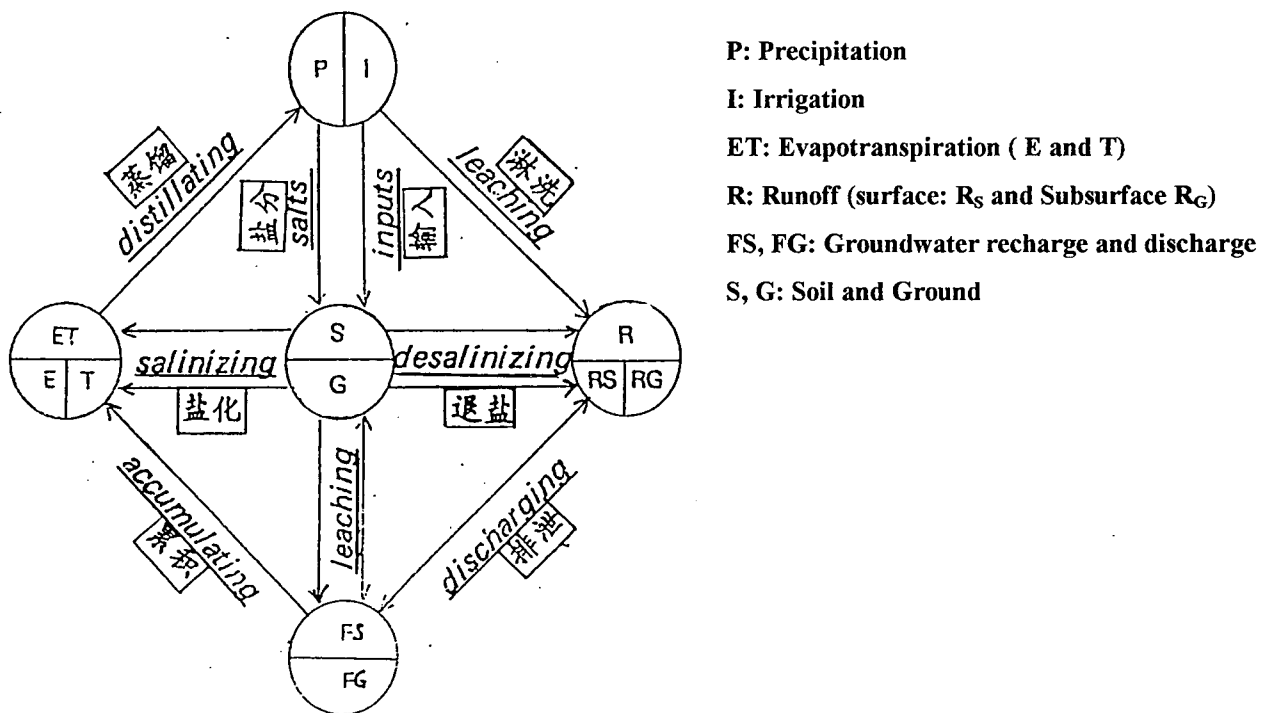 P I
P: Precipitation
I: Irrigation
ET: Evapotranspiration ( E and T)
R: Runoff (surface: RS and Subsurface RG)
FS, FG: Groundwater recharge and discharge
S, G: Soil and Ground
蒸馏
distillating
盐分
salts
inputs
输入
淋洗
leaching
ET
E T
salinizing
盐化
S
G
desalinizing
退盐
R
RS RG
accumulating
累积
leaching
discharging
排泄
FS
FG